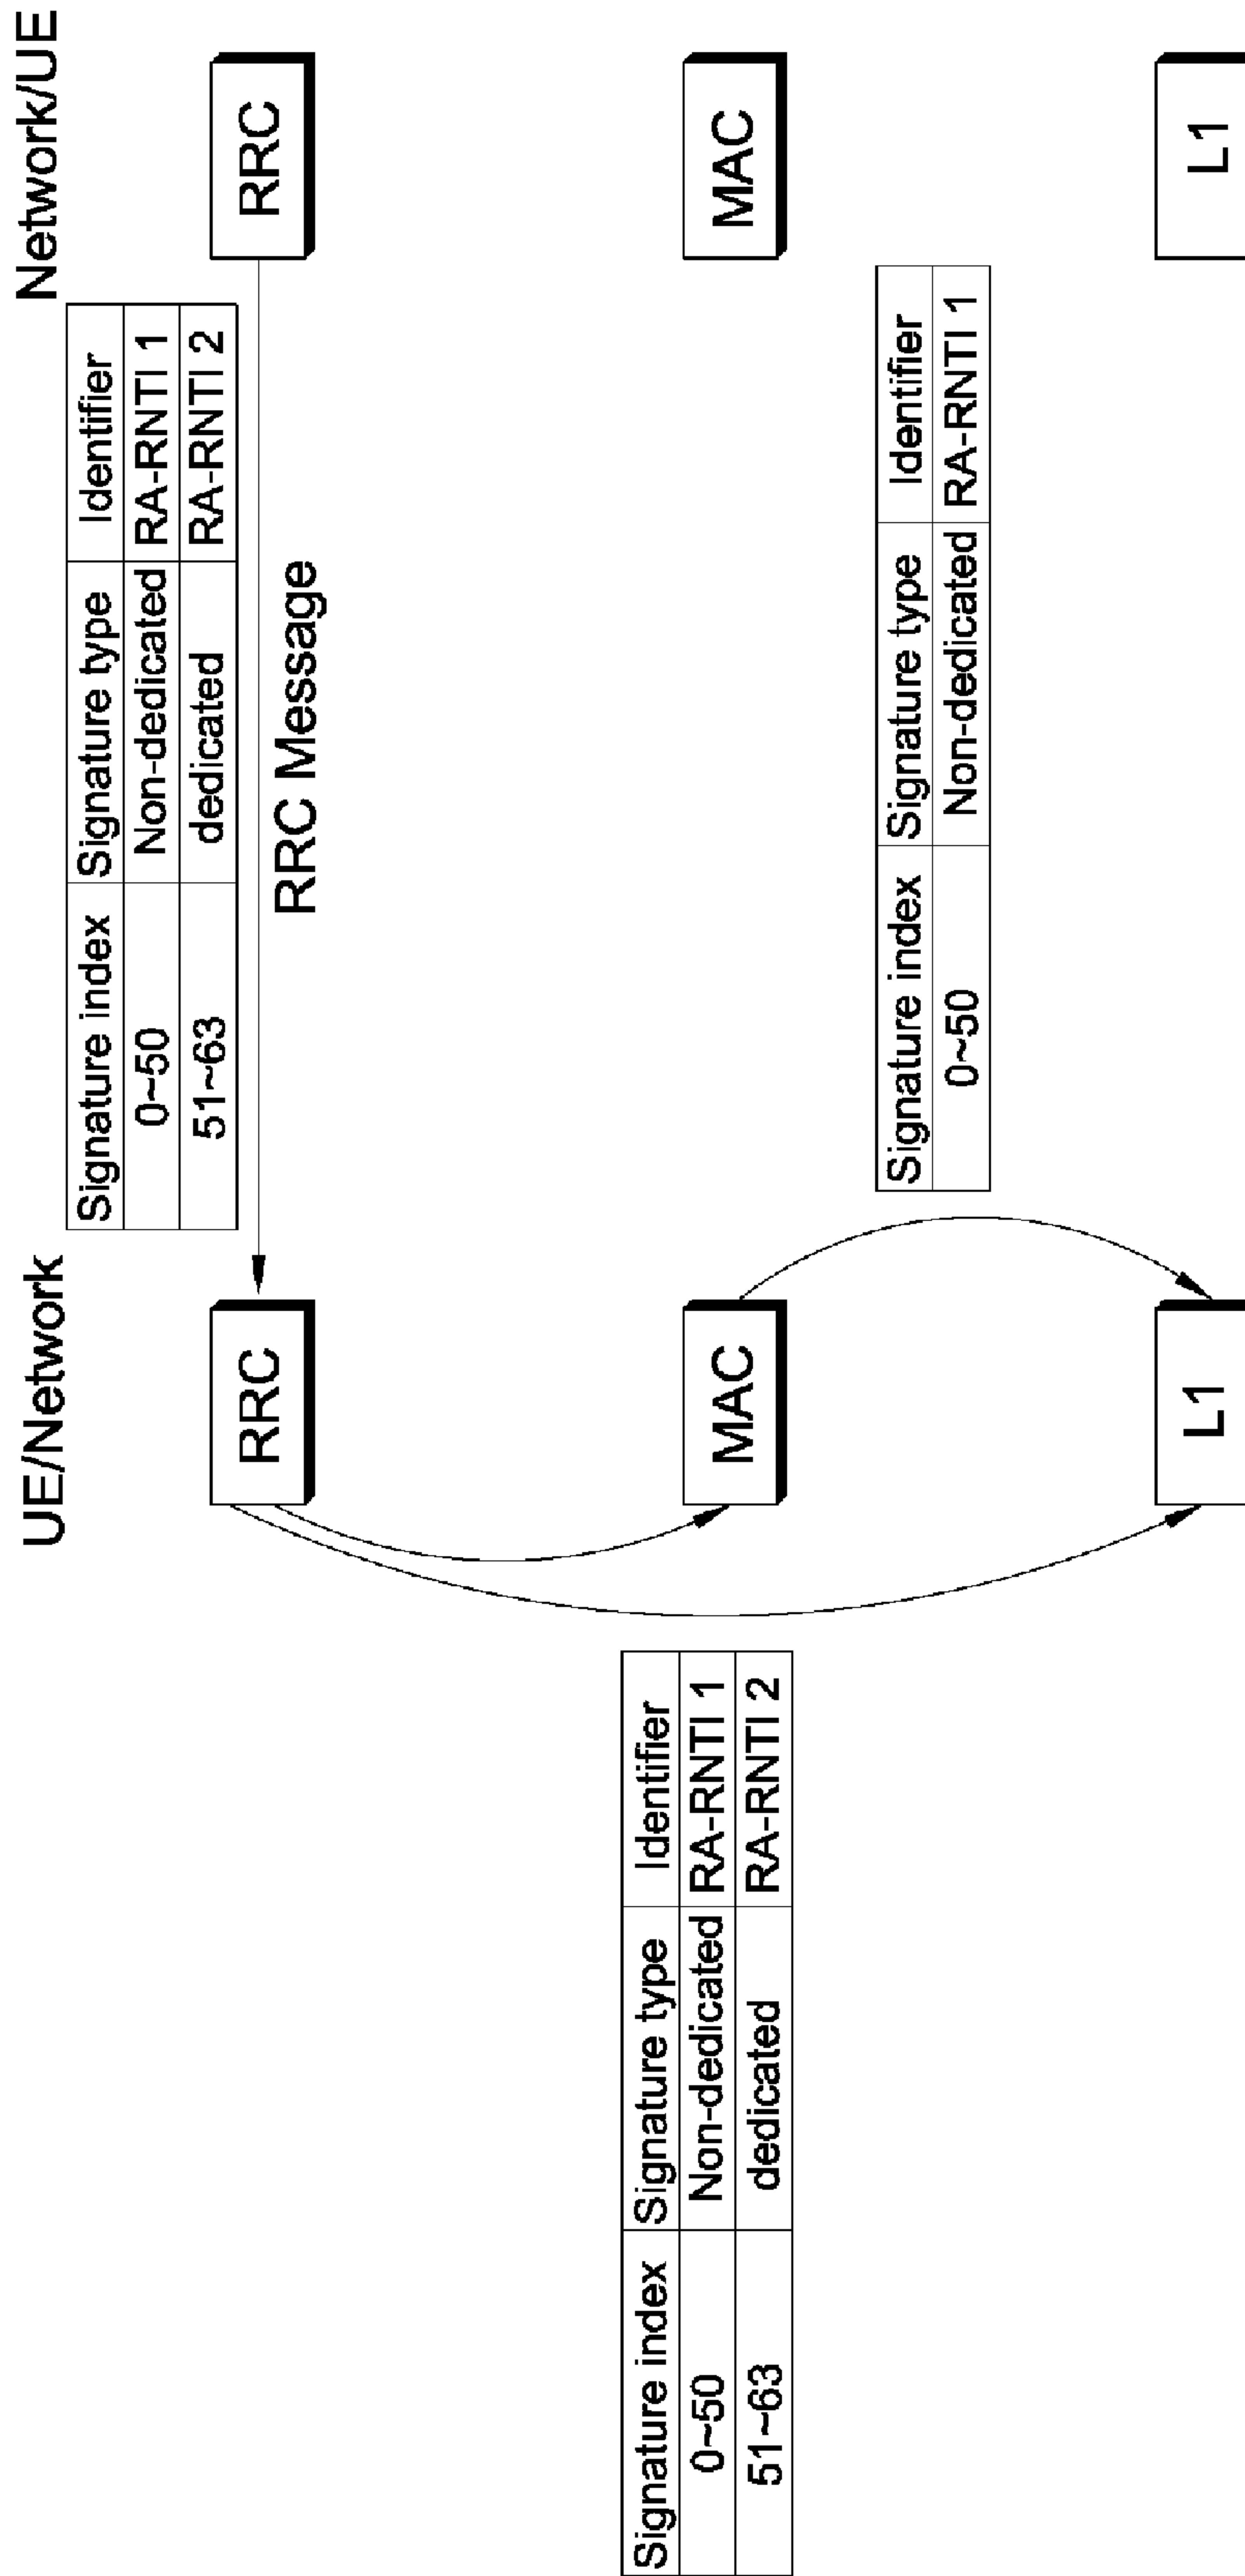 UE/Network
Network/UE
Signature index Signature type Identifier
0~50 Non-dedicated RA-RNTI 1
51~63 dedicated RA-RNTI 2
RRC
RRC
RRC Message
Signature index Signature type Identifier
0~50 Non-dedicated RA-RNTI 1
51~63 dedicated RA-RNTI 2
MAC
MAC
Signature index Signature type Identifier
0~50 Non-dedicated RA-RNTI 1
L1
L1